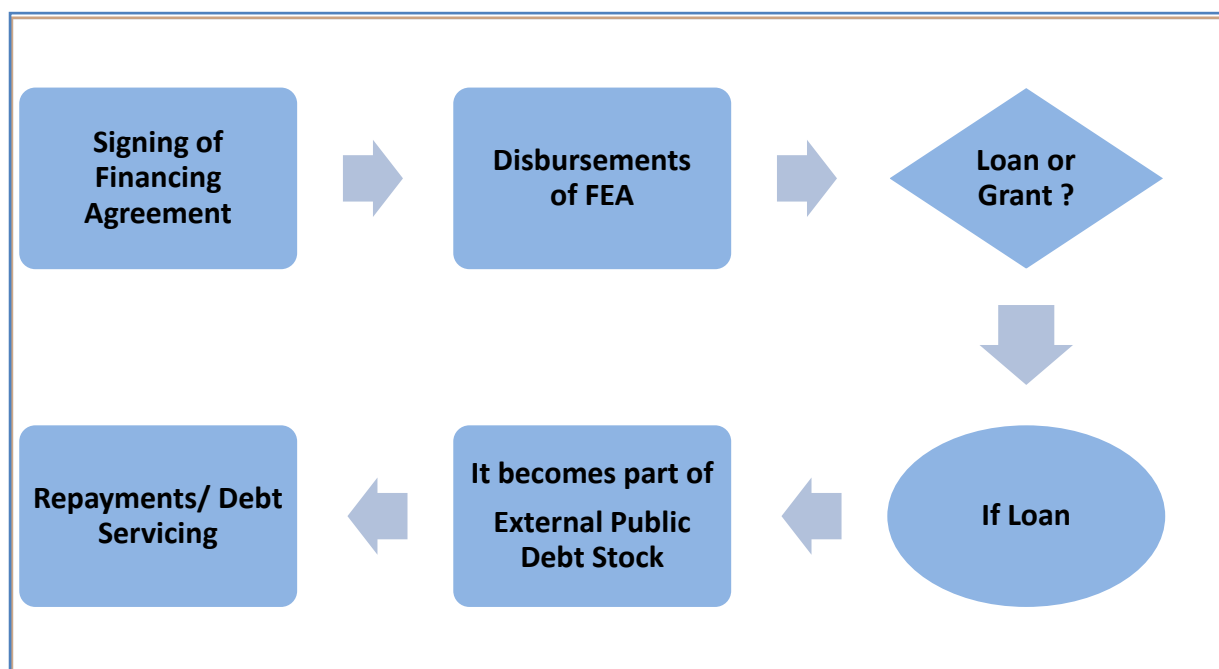 Signing of
Financing
Agreement
Disbursements
of FEA
Loan or
Grant ?
If Loan
It becomes part of
External Public
Debt Stock
Repayments/ Debt
Servicing